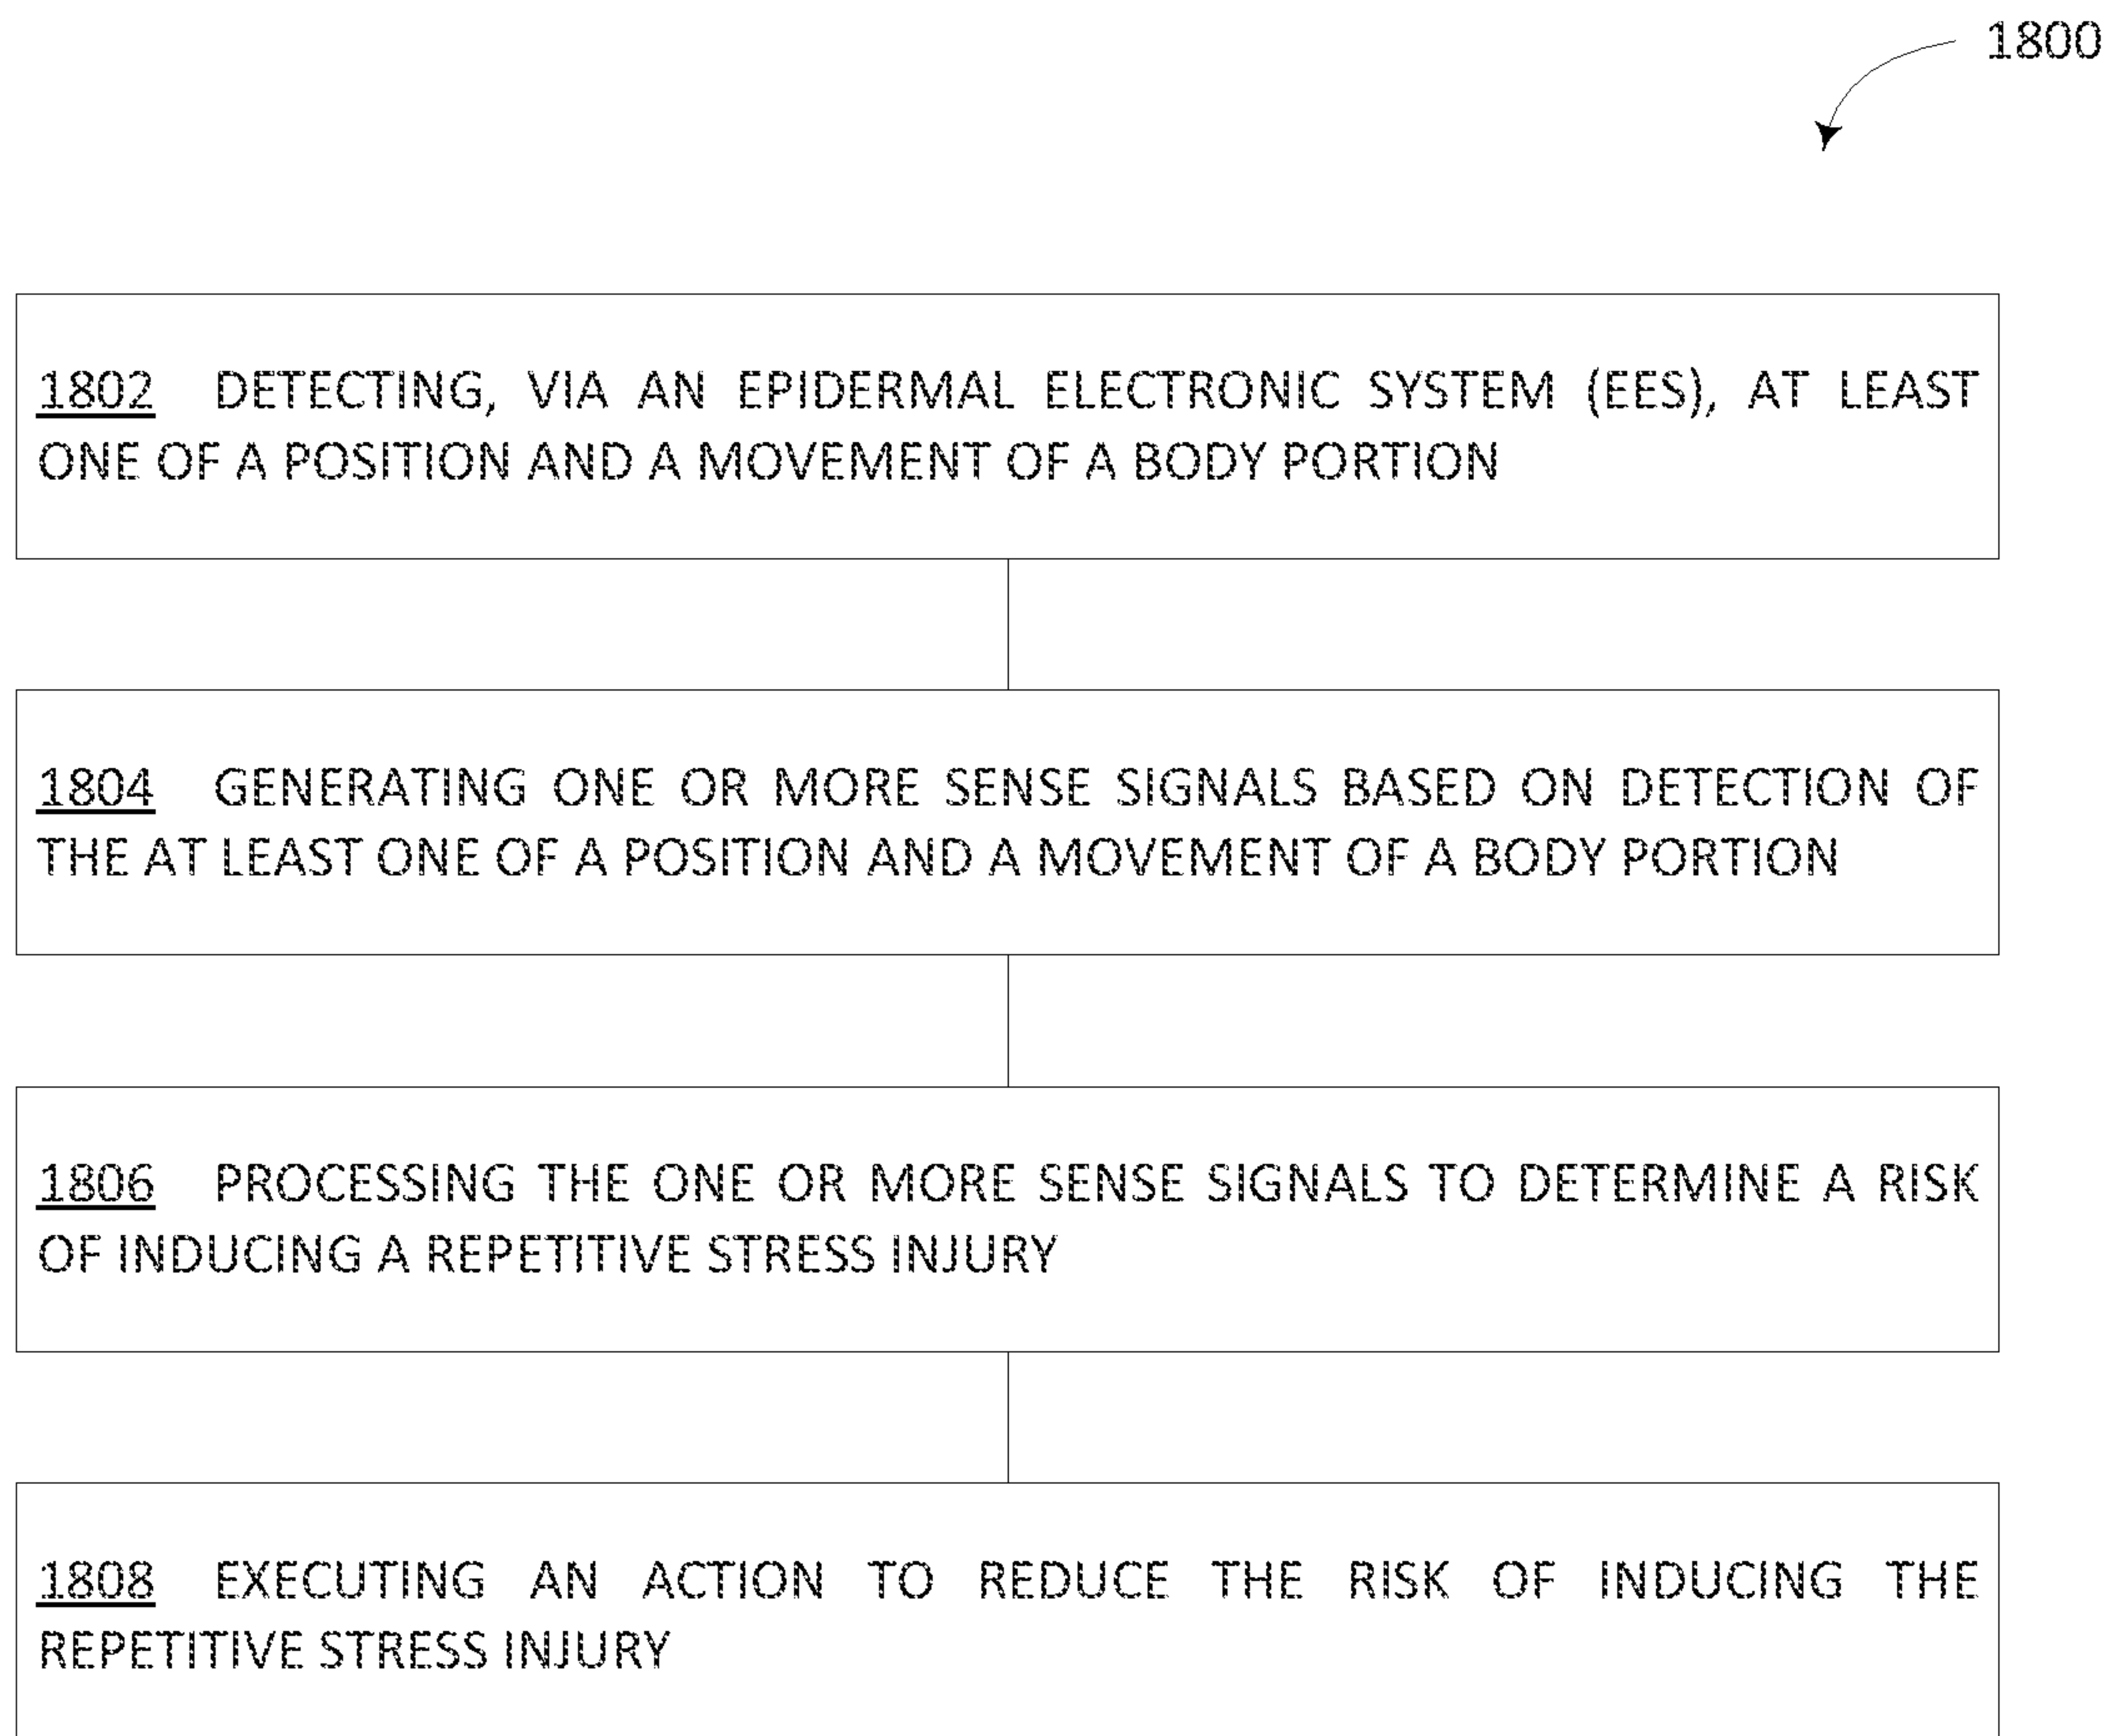 1800
1802 DETECTING, VIA AN EPIDERMAL ELECTRONIC SYSTEM (EES), AT LEAST
ONE OF A POSITION AND A MOVEMENT OF A BODY PORTION
1804 GENERATING ONE OR MORE SENSE SIGNALS BASED ON DETECTION OF
THE AT LEAST ONE OF A POSITION AND A MOVEMENT OF A BODY PORTION
1806 PROCESSING THE ONE OR MORE SENSE SIGNALS TO DETERMINE A RISK
OF INDUCING A REPETITIVE STRESS INJURY
1808 EXECUTING AN ACTION TO REDUCE THE RISK OF INDUCING THE
REPETITIVE STRESS INJURY